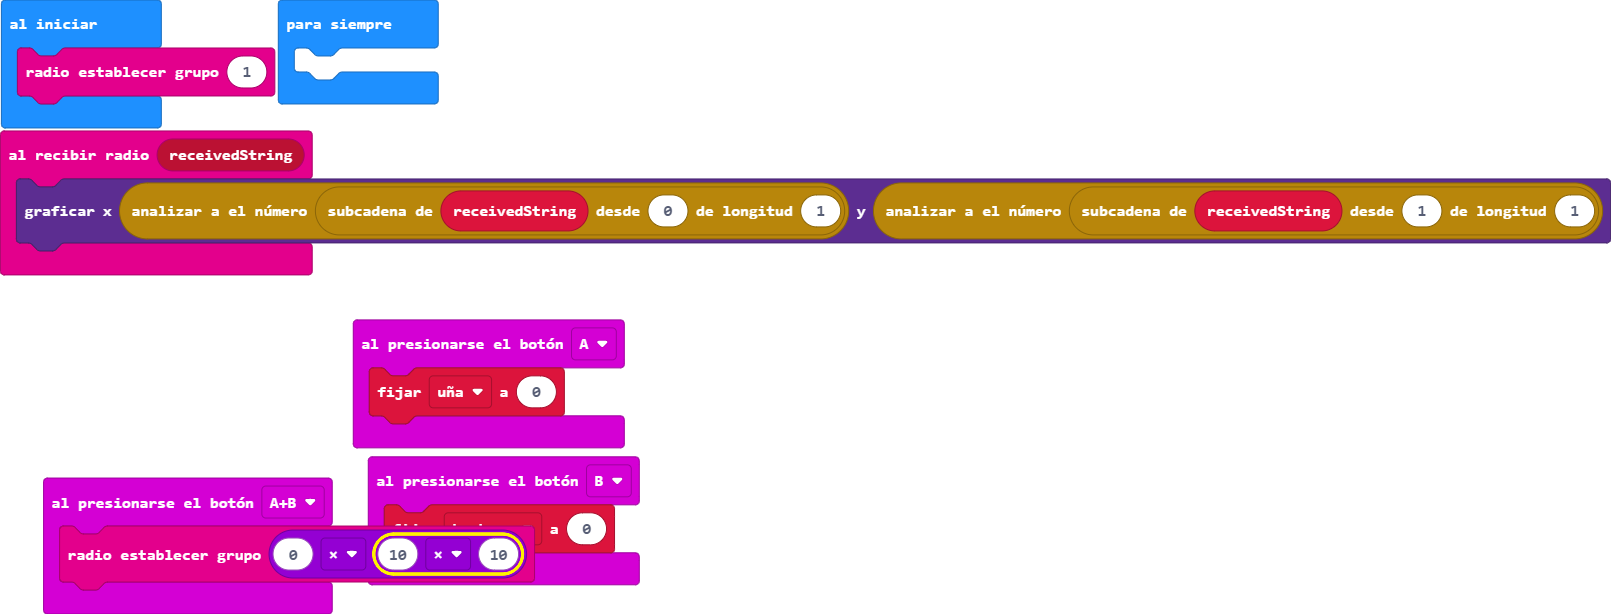 al iniciar
para siempre
radio establecer grupo 1
al recibir radio receivedString
graficar x analizar a el número subcadena de receivedString desde 0 de longitud 1 y analizar a el número subcadena de receivedString desde 1 de longitud 1
al presionarse el botón A
fijar uña a 0
al presionarse el botón B
a 0
al presionarse el botón A+B
radio establecer grupo 0 × 10 × 10